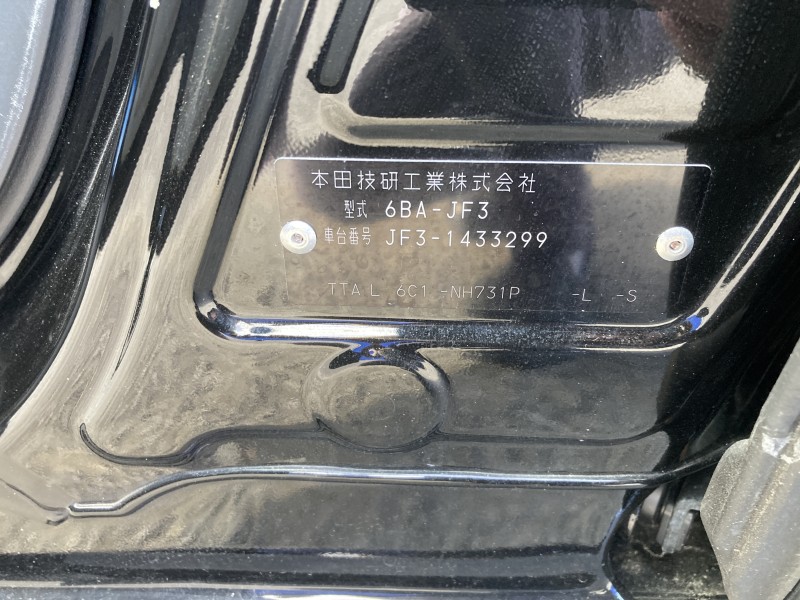 本田技研工業株式会社
型式 6BA-JF3
車台番号 JF3-1433299
TTA L 6C1 -NH731P -L -S